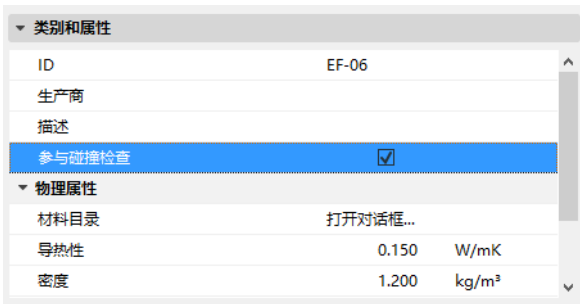 类别和属性
ID EF-06
生产商
描述
参与碰撞检查
物理属性
材料目录 打开对话框...
导热性 0.150 W/mK
密度 1.200 kg/m³